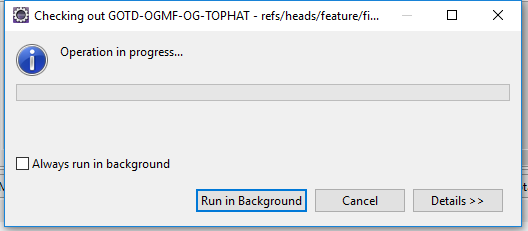 Checking out GOTD-OGMF-OG-TOPHAT - refs/heads/feature/fi...
Operation in progress...
Always run in background
Run in Background Cancel Details >>